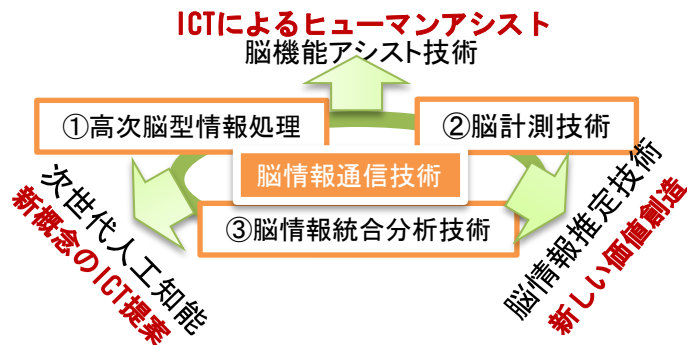 ICTによるヒューマンアシスト
脳機能アシスト技術
①高次脳型情報処理
②脳計測技術
脳情報通信技術
③脳情報統合分析技術
次世代人工知能
新概念のICT提案
脳情報推定技術
新しい価値創造